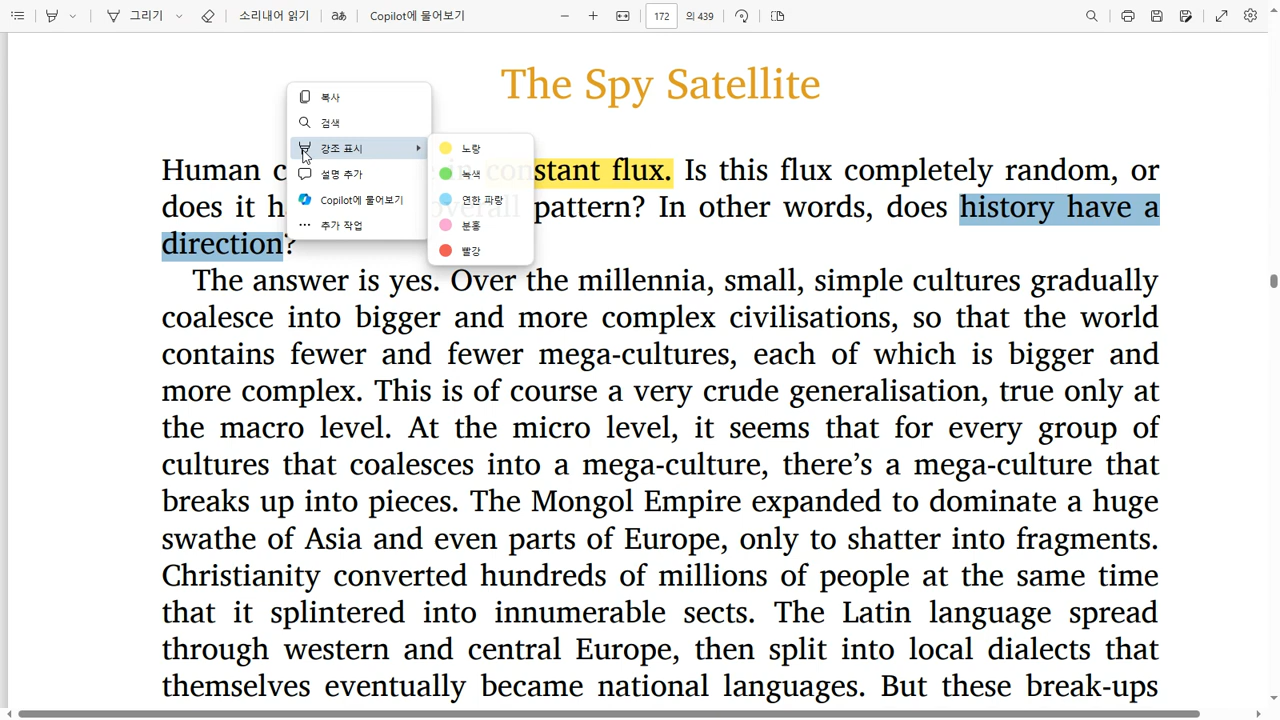 그리기 소리내어 읽기 aあ Copilot에 물어보기 172 의 439
The Spy Satellite
복사
검색
강조 표시
설명 추가
Copilot에 물어보기
추가 작업
노랑
녹색
연한 파랑
분홍
빨강
Human c in constant flux. Is this flux completely random, or
does it h overall pattern? In other words, does history have a
direction?
The answer is yes. Over the millennia, small, simple cultures gradually
coalesce into bigger and more complex civilisations, so that the world
contains fewer and fewer mega-cultures, each of which is bigger and
more complex. This is of course a very crude generalisation, true only at
the macro level. At the micro level, it seems that for every group of
cultures that coalesces into a mega-culture, there’s a mega-culture that
breaks up into pieces. The Mongol Empire expanded to dominate a huge
swathe of Asia and even parts of Europe, only to shatter into fragments.
Christianity converted hundreds of millions of people at the same time
that it splintered into innumerable sects. The Latin language spread
through western and central Europe, then split into local dialects that
themselves eventually became national languages. But these break-ups